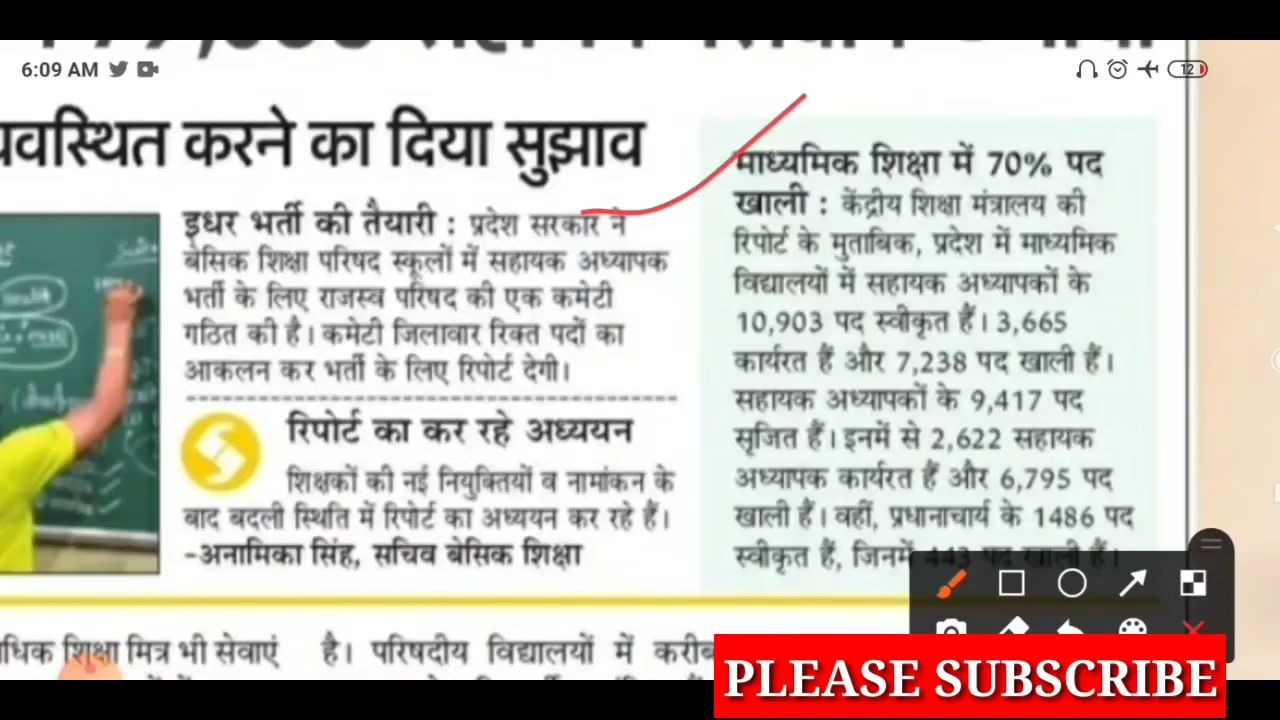 6:09 AM
12
यवस्थित करने का दिया सुझाव
इधर भर्ती की तैयारी : प्रदेश सरकार ने
बेसिक शिक्षा परिषद स्कूलों में सहायक अध्यापक
भर्ती के लिए राजस्व परिषद की एक कमेटी
गठित की है। कमेटी जिलावार रिक्त पदों का
आकलन कर भर्ती के लिए रिपोर्ट देगी।
रिपोर्ट का कर रहे अध्ययन
शिक्षकों की नई नियुक्तियों व नामांकन के
बाद बदली स्थिति में रिपोर्ट का अध्ययन कर रहे हैं।
-अनामिका सिंह, सचिव बेसिक शिक्षा
माध्यमिक शिक्षा में 70% पद
खाली : केंद्रीय शिक्षा मंत्रालय की
रिपोर्ट के मुताबिक, प्रदेश में माध्यमिक
विद्यालयों में सहायक अध्यापकों के
10,903 पद स्वीकृत हैं। 3,665
कार्यरत हैं और 7,238 पद खाली हैं।
सहायक अध्यापकों के 9,417 पद
सृजित हैं। इनमें से 2,622 सहायक
अध्यापक कार्यरत हैं और 6,795 पद
खाली हैं। वहीं, प्रधानाचार्य के 1486 पद
स्वीकृत हैं, जिनमें 443 पद खाली हैं।
धिक शिक्षा मित्र भी सेवाएं
है। परिषदीय विद्यालयों में करीब
PLEASE SUBSCRIBE